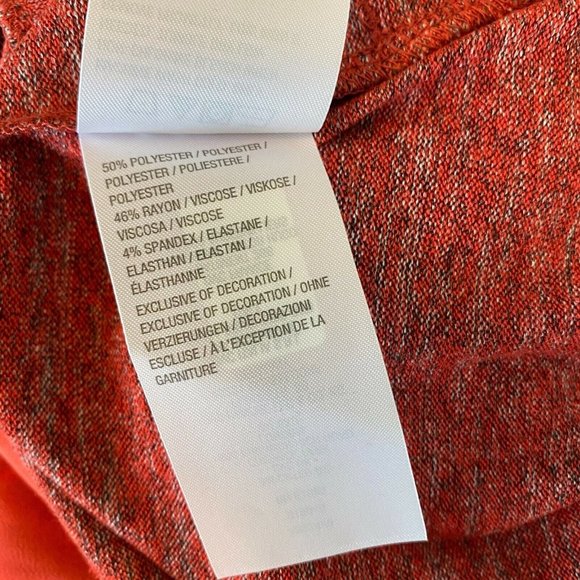 50% POLYESTER / POLYESTER /
POLYESTER / POLIESTERE /
POLYESTER
46% RAYON / VISCOSE / VISKOSE /
VISCOSA / VISCOSE
4% SPANDEX / ELASTANE /
ELASTHAN / ELASTAN /
ÉLASTHANNE
EXCLUSIVE OF DECORATION /
EXCLUSIVE OF DECORATION / OHNE
VERZIERUNGEN / DECORAZIONI
ESCLUSE / À L'EXCEPTION DE LA
GARNITURE